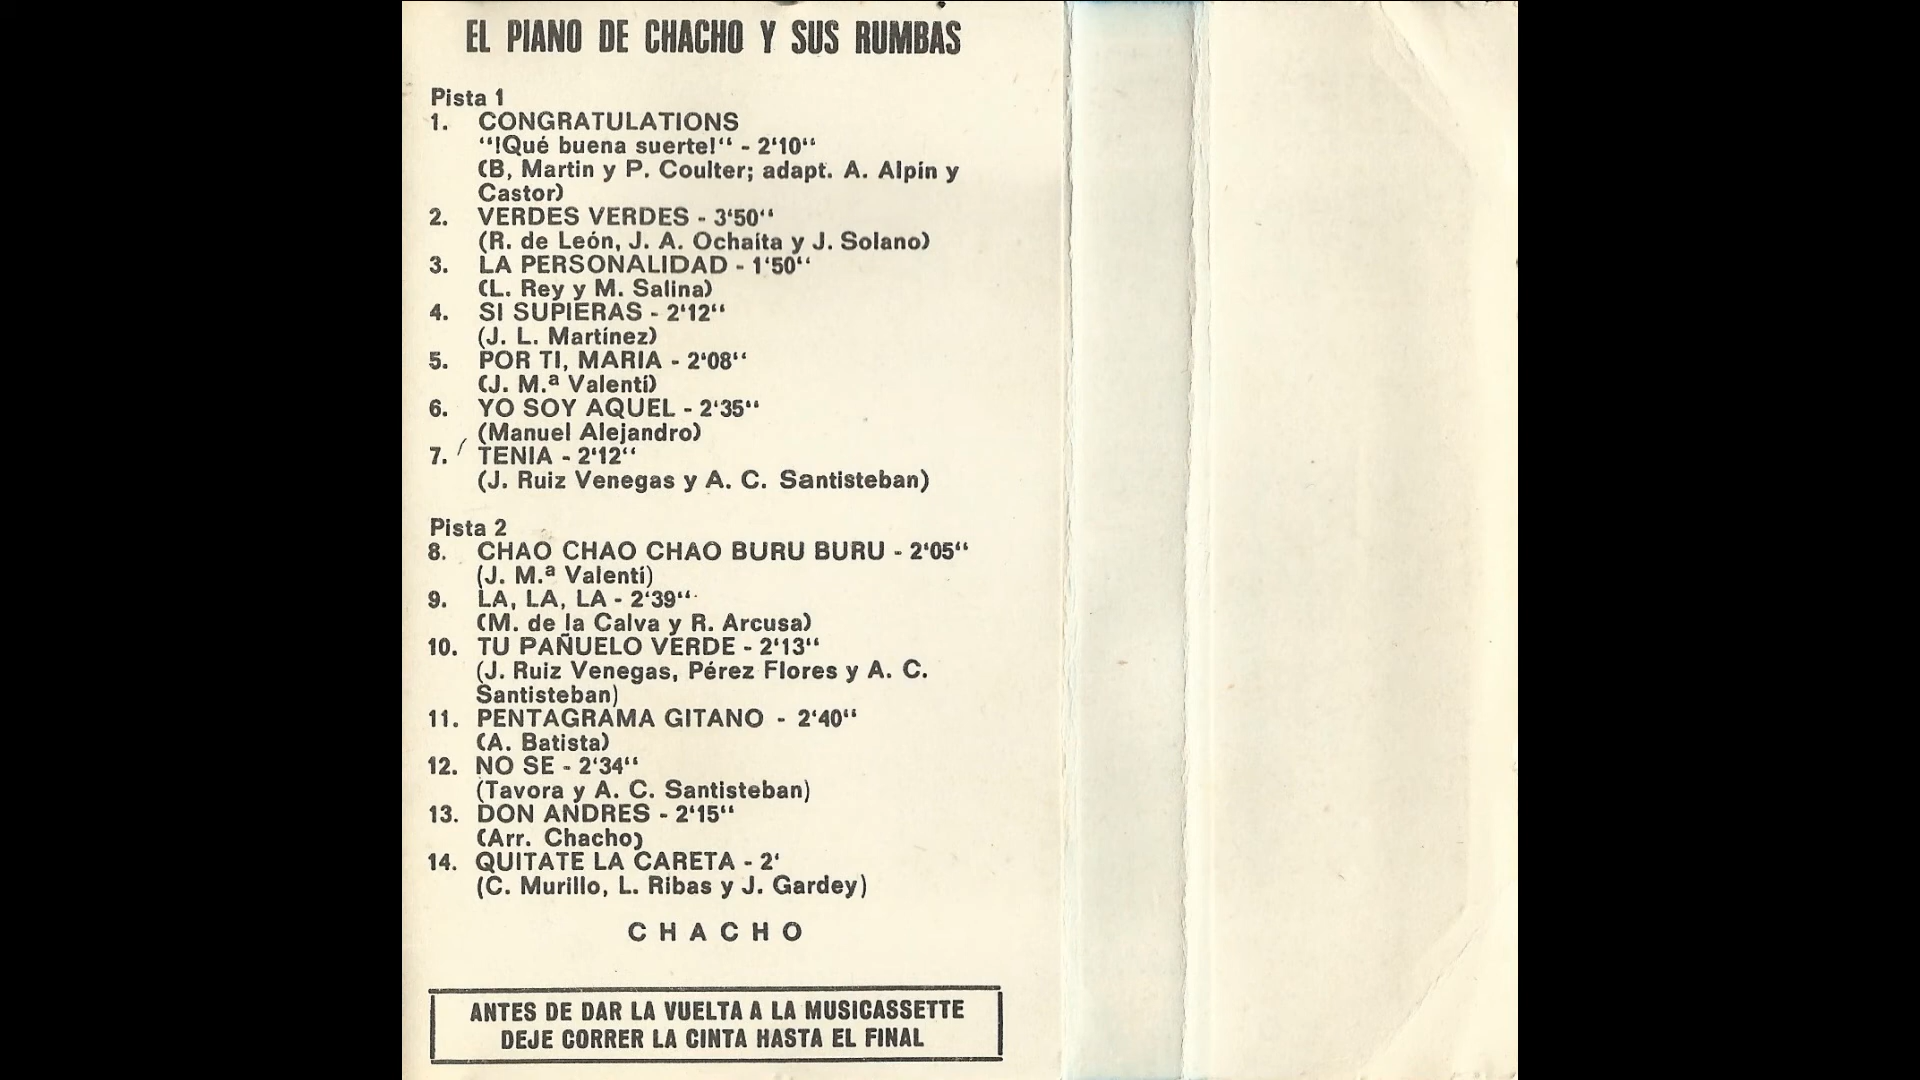 EL PIANO DE CHACHO Y SUS RUMBAS
Pista 1
1. CONGRATULATIONS
“!Qué buena suerte!“ - 2‘10“
(B, Martin y P. Coulter; adapt. A. Alpín y
Castor)
2. VERDES VERDES - 3‘50“
(R. de León, J. A. Ochaíta y J. Solano)
3. LA PERSONALIDAD - 1‘50“
(L. Rey y M. Salina)
4. SI SUPIERAS - 2‘12“
(J. L. Martínez)
5. POR TI, MARIA - 2‘08“
(J. M.ª Valentí)
6. YO SOY AQUEL - 2‘35“
(Manuel Alejandro)
7. TENIA - 2‘12“
(J. Ruiz Venegas y A. C. Santisteban)
Pista 2
8. CHAO CHAO CHAO BURU BURU - 2‘05“
(J. M.ª Valentí)
9. LA, LA, LA - 2‘39“
(M. de la Calva y R. Arcusa)
10. TU PAÑUELO VERDE - 2‘13“
(J. Ruiz Venegas, Pérez Flores y A. C.
Santisteban)
11. PENTAGRAMA GITANO - 2‘40“
(A. Batista)
12. NO SE - 2‘34“
(Tavora y A. C. Santisteban)
13. DON ANDRES - 2‘15“
(Arr. Chacho)
14. QUITATE LA CARETA - 2‘
(C. Murillo, L. Ribas y J. Gardey)
CHACHO
ANTES DE DAR LA VUELTA A LA MUSICASSETTE
DEJE CORRER LA CINTA HASTA EL FINAL